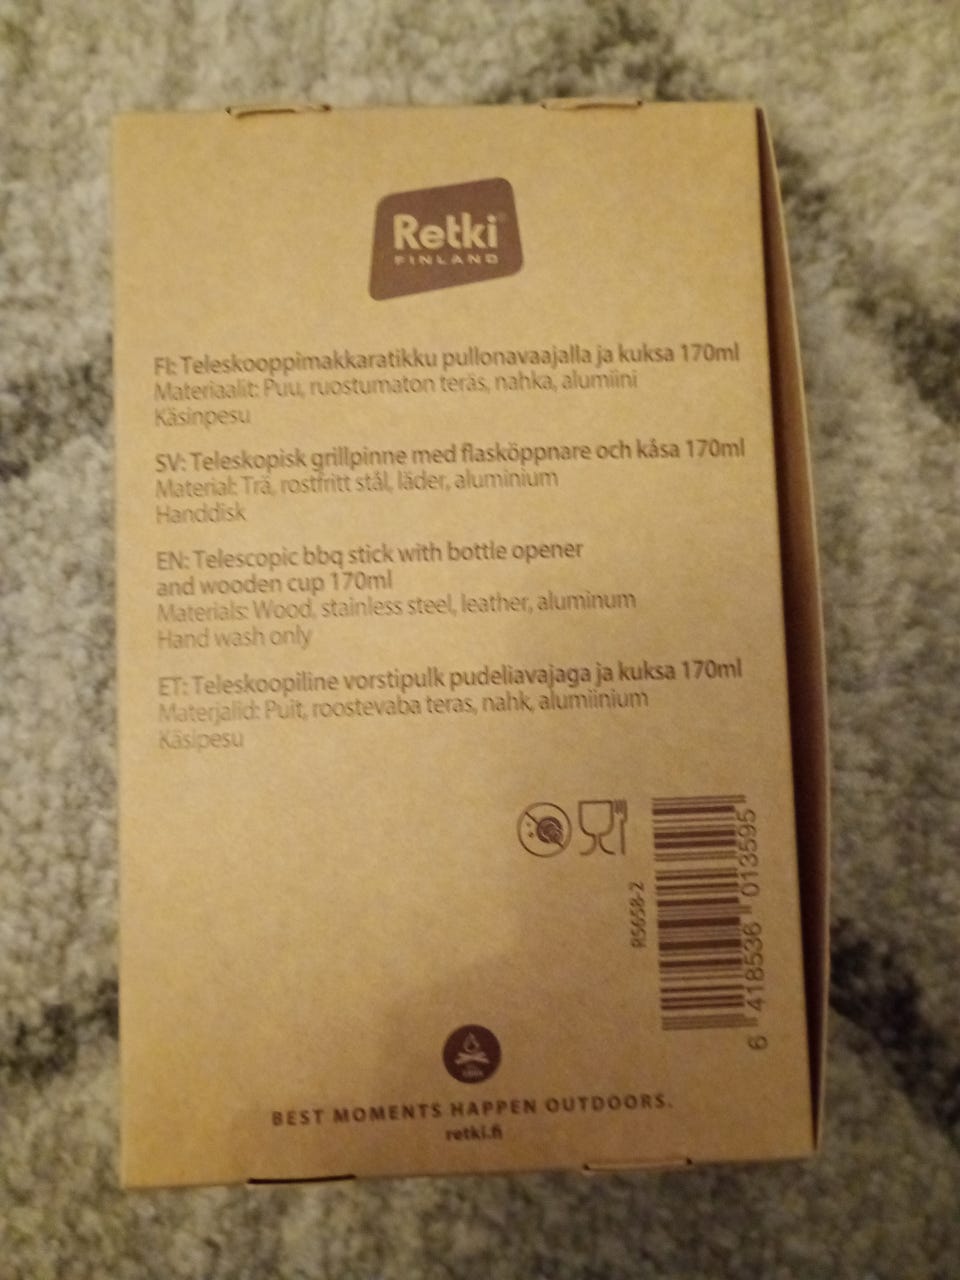 Retki
FINLAND
FI: Teleskooppimakkaratikku pullonavaajalla ja kuksa 170ml
Materiaalit: Puu, ruostumaton teräs, nahka, alumiini
Käsinpesu
SV: Teleskopisk grillpinne med flasköppnare och kåsa 170ml
Material: Trä, rostfritt stål, läder, aluminium
Handdisk
EN: Telescopic bbq stick with bottle opener
and wooden cup 170ml
Materials: Wood, stainless steel, leather, aluminum
Hand wash only
ET: Teleskoopiline vorstipulk pudeliavajaga ja kuksa 170ml
Materjalid: Puit, roostevaba teras, nahk, alumiinium
Käsipesu
R5658-2
6 418536 013595
BEST MOMENTS HAPPEN OUTDOORS.
retki.fi